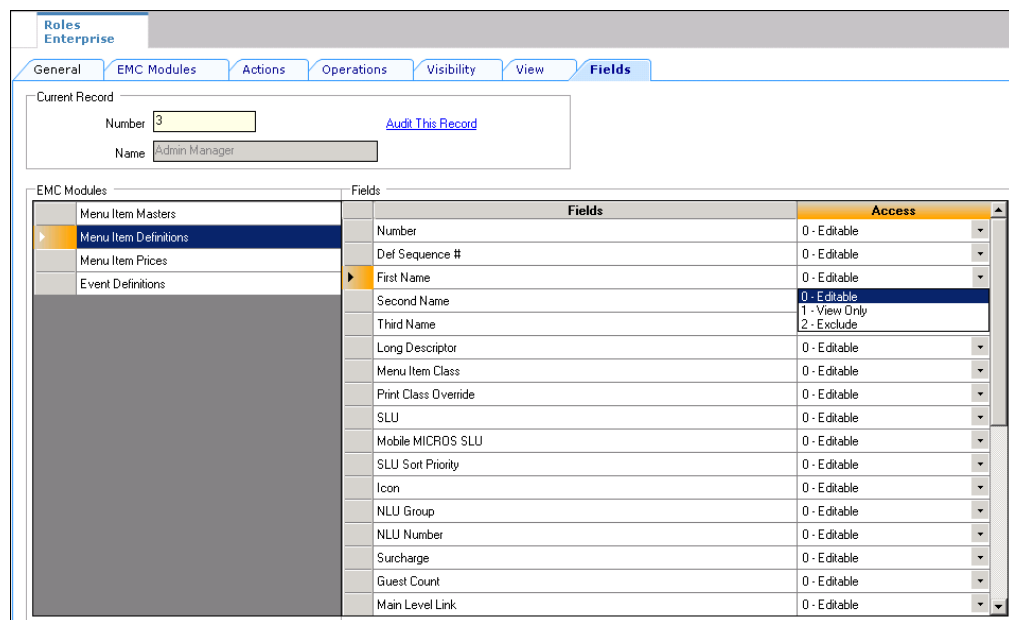 Roles
Enterprise
General EMC Modules Actions Operations Visibility View Fields
Current Record
Number 3 Audit This Record
Name Admin Manager
EMC Modules
Menu Item Masters
Menu Item Definitions
Menu Item Prices
Event Definitions
Fields
Fields Access
Number 0 - Editable
Def Sequence # 0 - Editable
First Name 0 - Editable
Second Name 0 - Editable
1 - View Only
Third Name 2 - Exclude
Long Descriptor 0 - Editable
Menu Item Class 0 - Editable
Print Class Override 0 - Editable
SLU 0 - Editable
Mobile MICROS SLU 0 - Editable
SLU Sort Priority 0 - Editable
Icon 0 - Editable
NLU Group 0 - Editable
NLU Number 0 - Editable
Surcharge 0 - Editable
Guest Count 0 - Editable
Main Level Link 0 - Editable